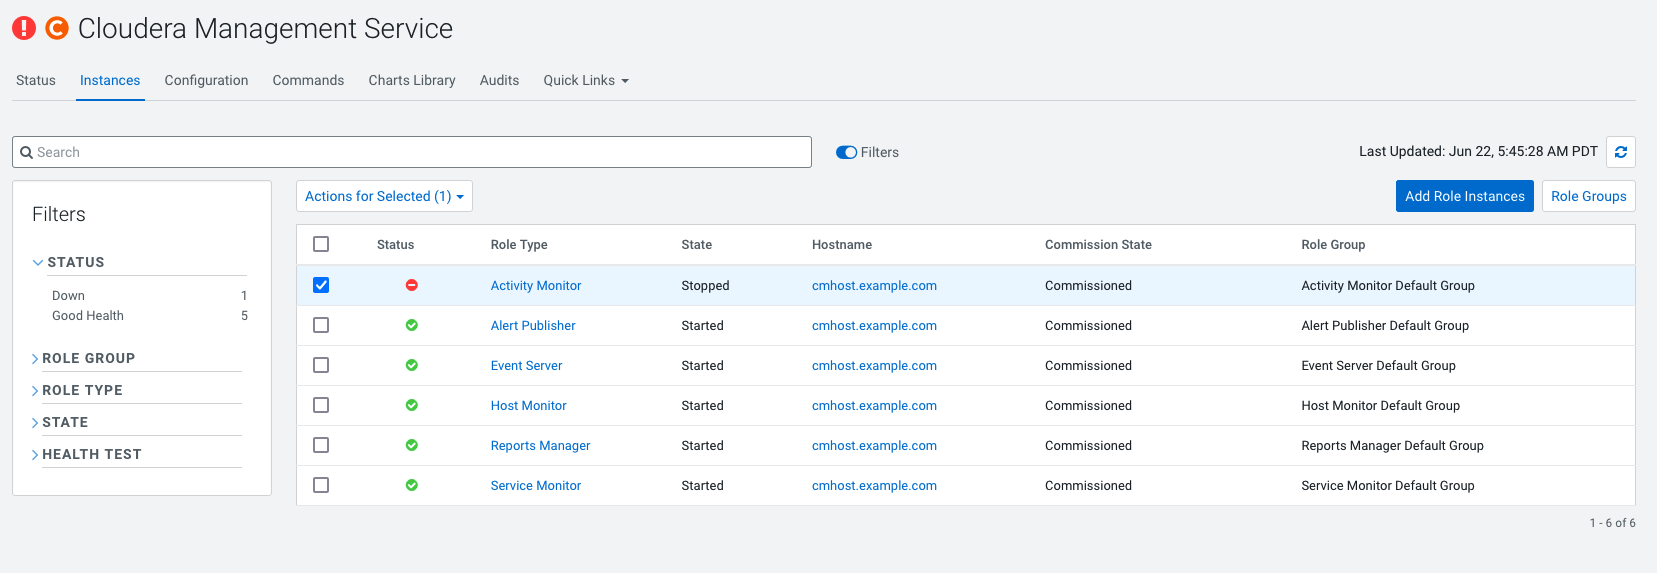 Cloudera Management Service
Status Instances Configuration Commands Charts Library Audits Quick Links
Search Filters Last Updated: Jun 22, 5:45:28 AM PDT
Filters
STATUS
Down 1
Good Health 5
ROLE GROUP
ROLE TYPE
STATE
HEALTH TEST
Actions for Selected (1) Add Role Instances Role Groups
Status Role Type State Hostname Commission State Role Group
Activity Monitor Stopped cmhost.example.com Commissioned Activity Monitor Default Group
Alert Publisher Started cmhost.example.com Commissioned Alert Publisher Default Group
Event Server Started cmhost.example.com Commissioned Event Server Default Group
Host Monitor Started cmhost.example.com Commissioned Host Monitor Default Group
Reports Manager Started cmhost.example.com Commissioned Reports Manager Default Group
Service Monitor Started cmhost.example.com Commissioned Service Monitor Default Group
1 - 6 of 6